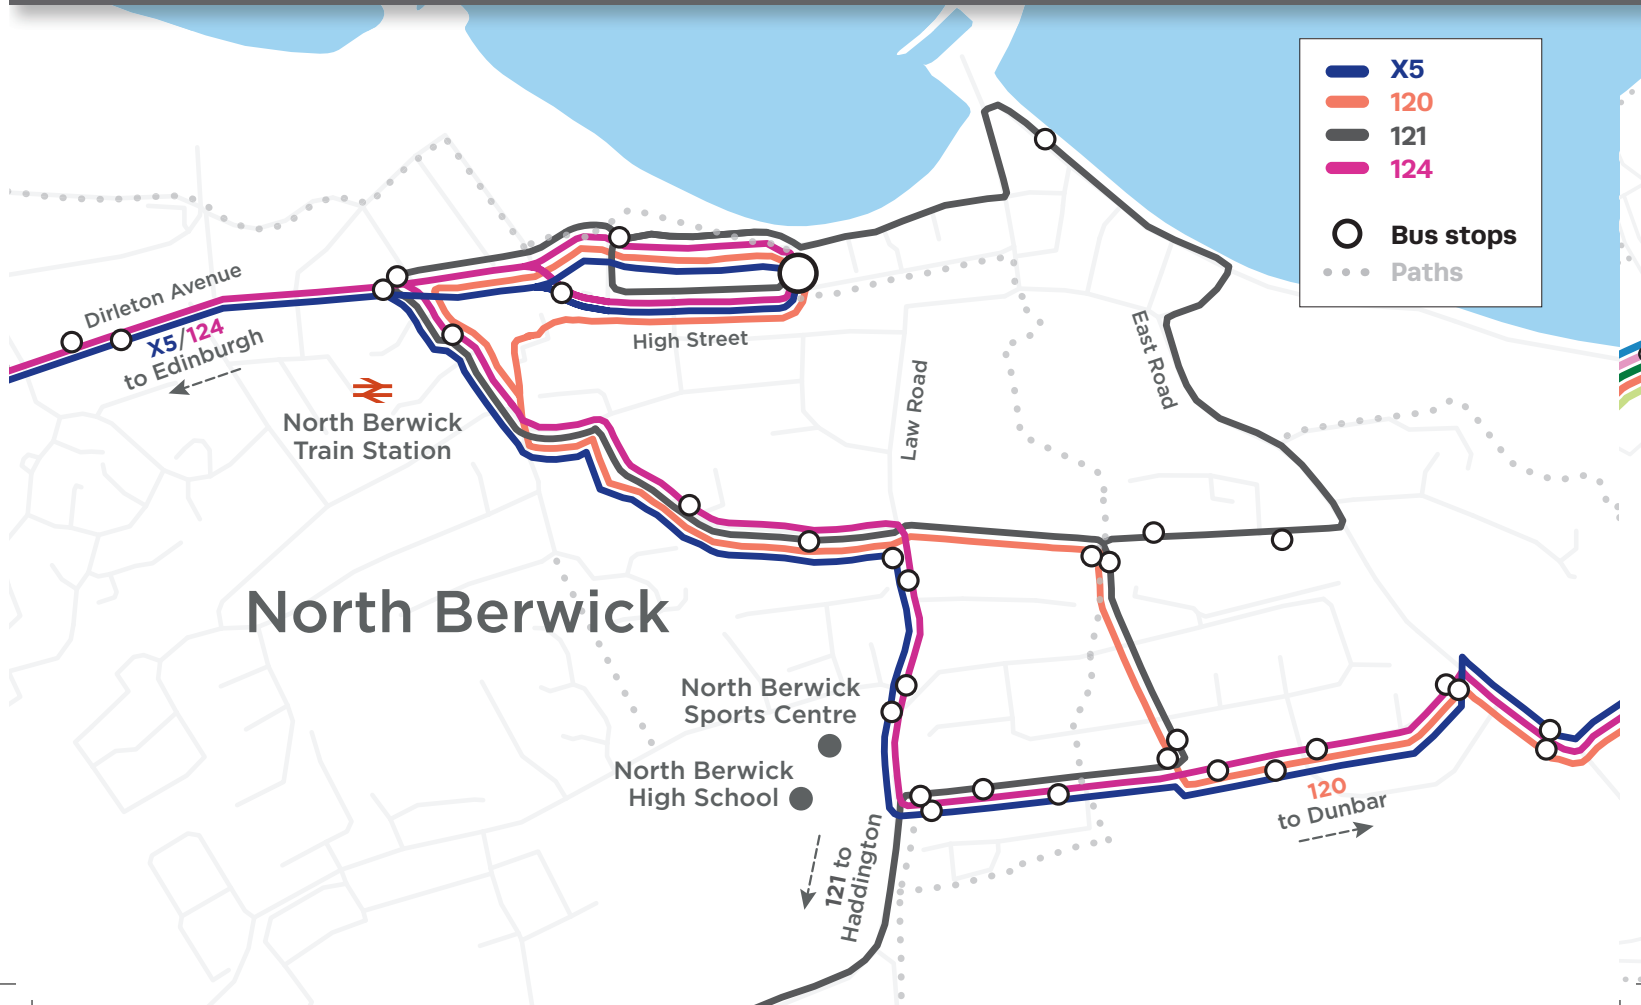 X5
120
121
124
Bus stops
Paths
Dirleton Avenue
X5/124
to Edinburgh
High Street
North Berwick
Train Station
Law Road
East Road
North Berwick
North Berwick
Sports Centre
North Berwick
High School
120
to Dunbar
121 to
Haddington